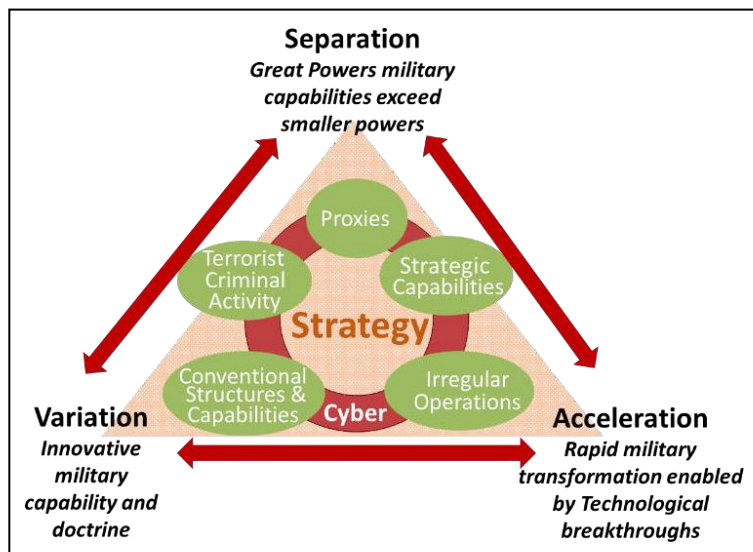 Separation
Great Powers military
capabilities exceed
smaller powers
Proxies
Terrorist
Criminal
Activity
Strategic
Capabilities
Strategy
Conventional
Structures &
Capabilities
Irregular
Operations
Cyber
Variation
Innovative
military
capability and
doctrine
Acceleration
Rapid military
transformation enabled
by Technological
breakthroughs